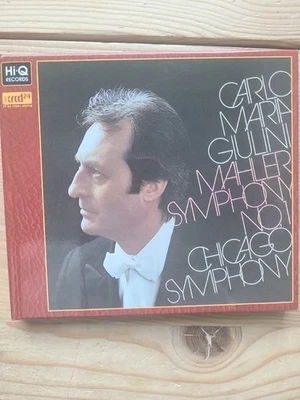 Hi-Q
RECORDS
xrcd24
CARLO
MARIA
GIULINI
MAHLER
SYMPHONY
NO.1
CHICAGO
SYMPHONY